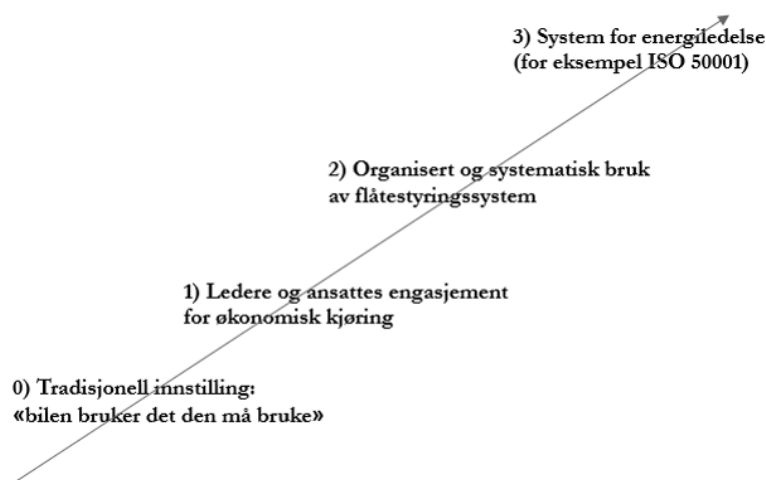 3) System for energiledelse
(for eksempel ISO 50001)
2) Organisert og systematisk bruk
av flåtestyringssystem
1) Ledere og ansattes engasjement
for økonomisk kjøring
0) Tradisjonell innstilling:
«bilen bruker det den må bruke»